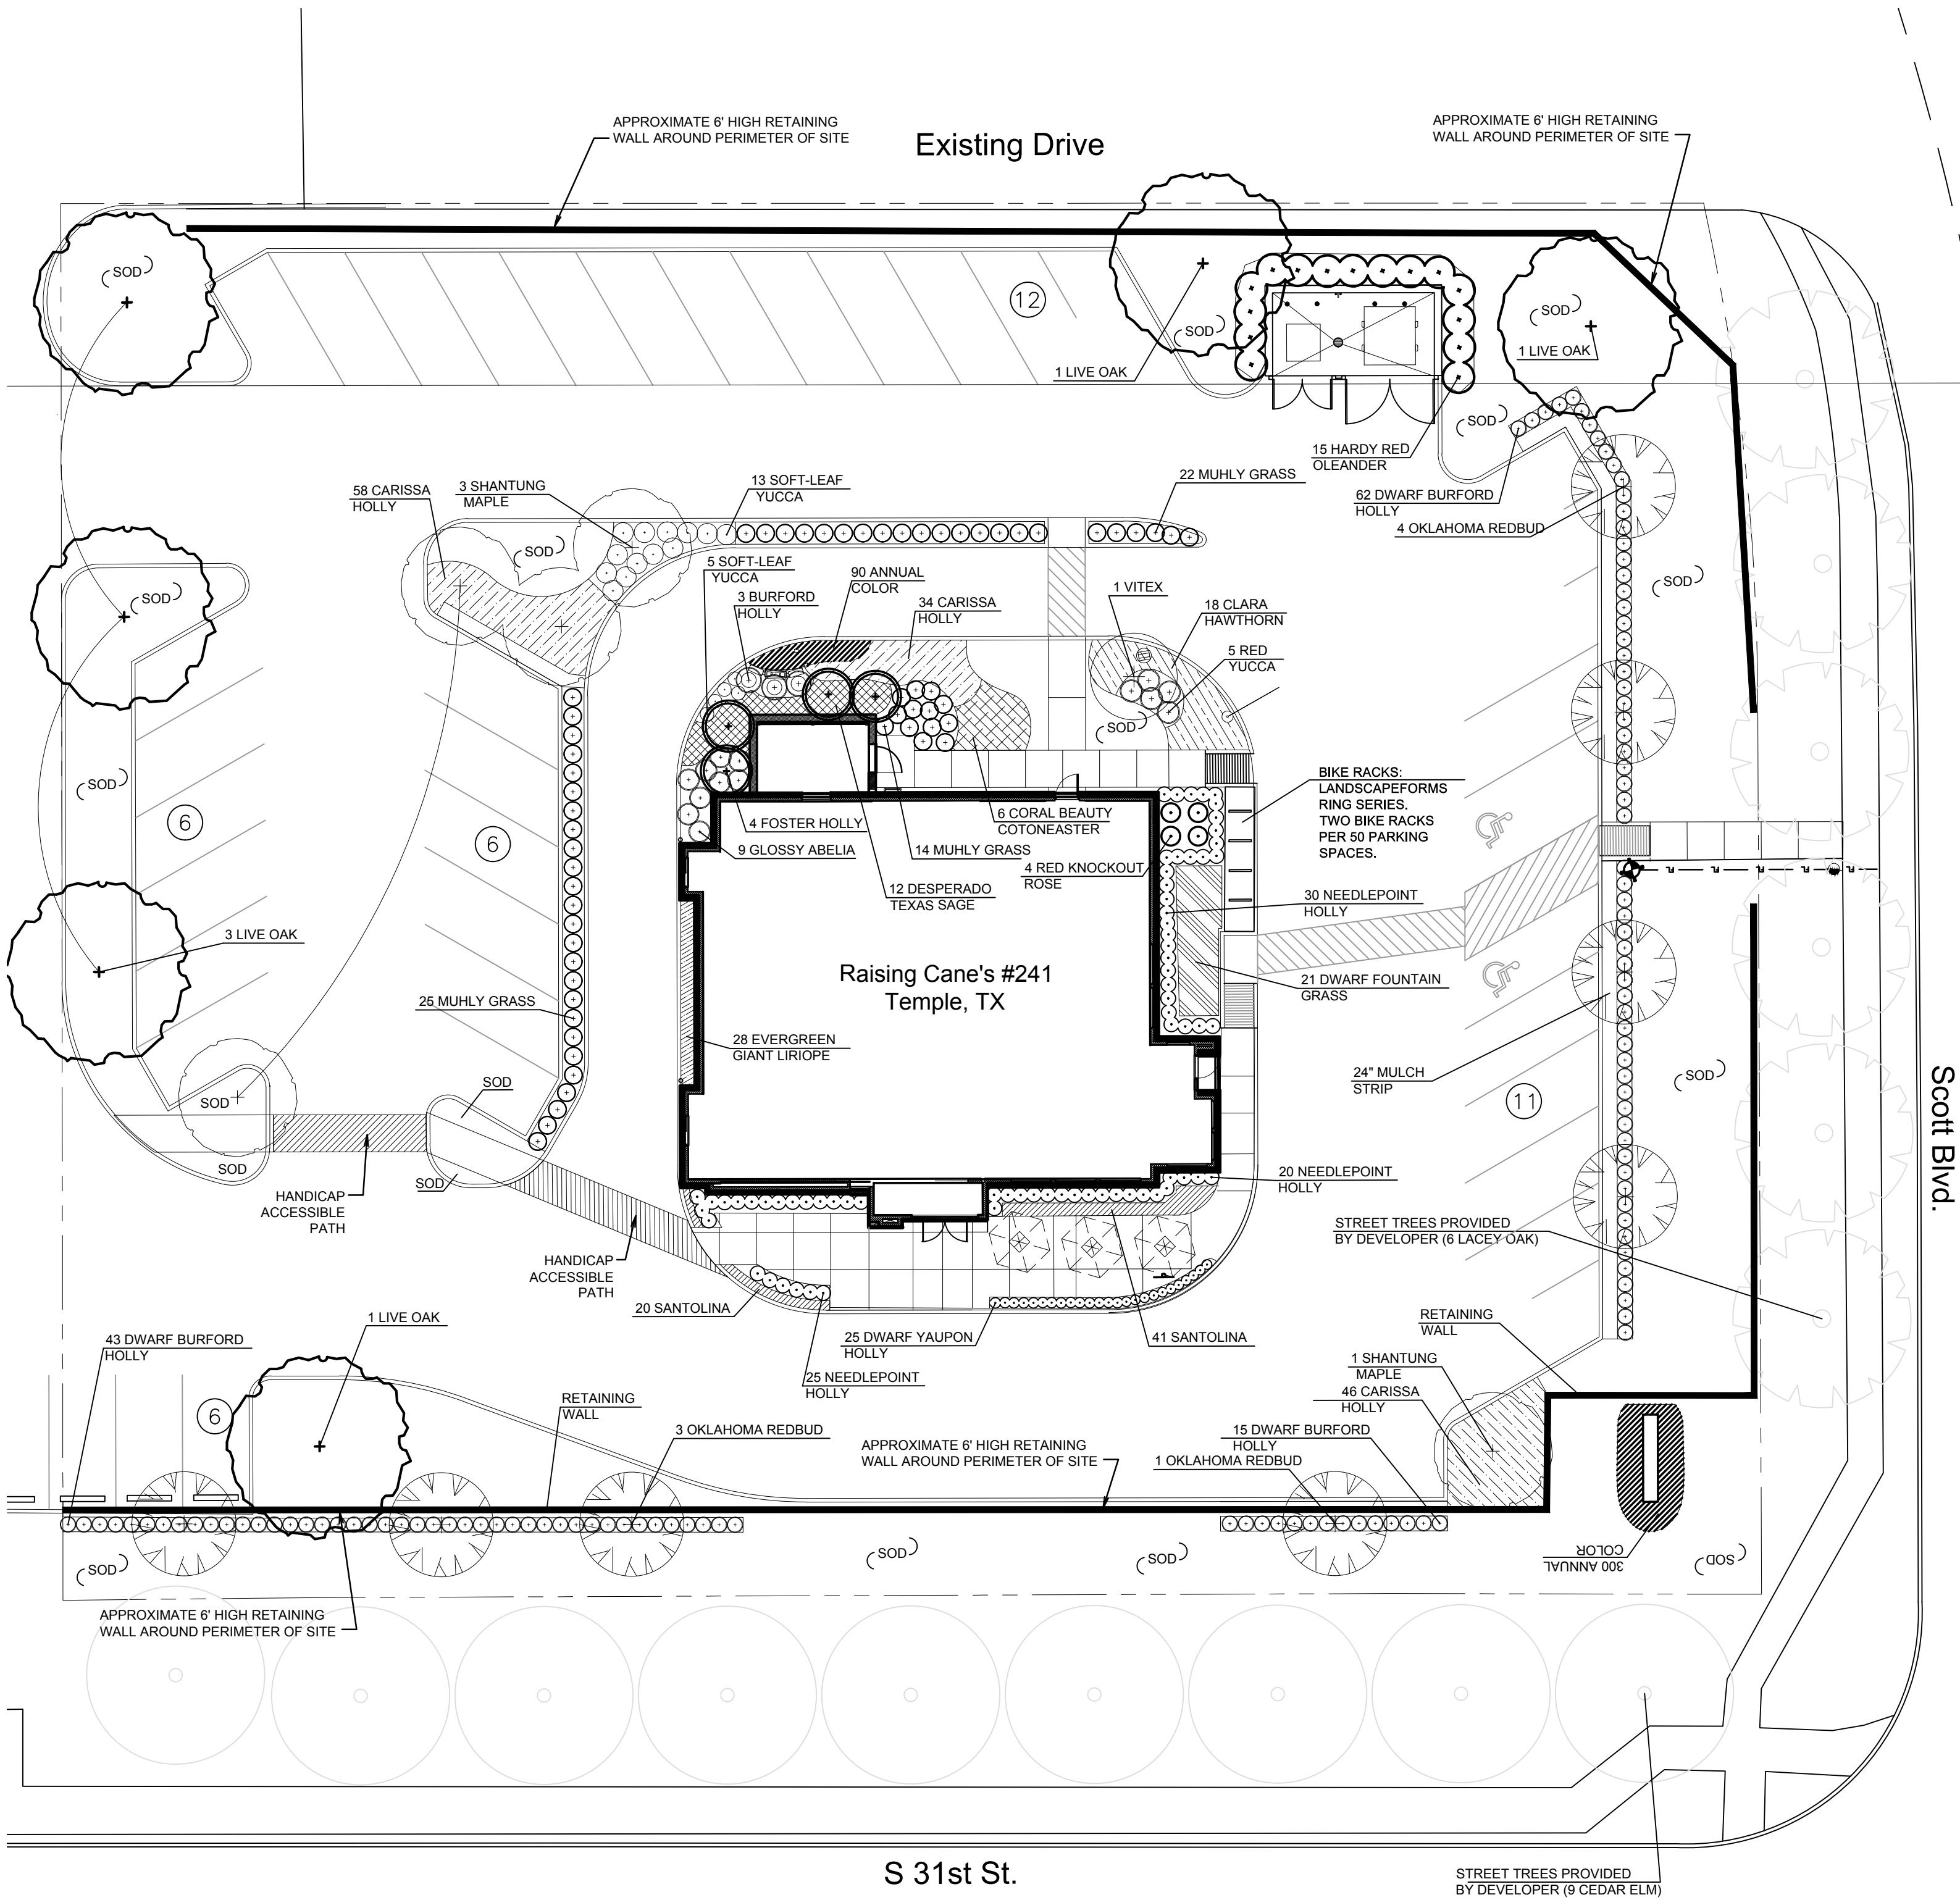 APPROXIMATE 6' HIGH RETAINING
WALL AROUND PERIMETER OF SITE
Existing Drive
APPROXIMATE 6' HIGH RETAINING
WALL AROUND PERIMETER OF SITE
SOD
12
SOD
1 LIVE OAK
SOD
1 LIVE OAK
SOD
15 HARDY RED
OLEANDER
62 DWARF BURFORD
HOLLY
4 OKLAHOMA REDBUD
58 CARISSA
HOLLY
3 SHANTUNG
MAPLE
13 SOFT-LEAF
YUCCA
22 MUHLY GRASS
SOD
5 SOFT-LEAF
YUCCA
3 BURFORD
HOLLY
90 ANNUAL
COLOR
34 CARISSA
HOLLY
1 VITEX
18 CLARA
HAWTHORN
5 RED
YUCCA
SOD
SOD
SOD
SOD
6
6
4 FOSTER HOLLY
9 GLOSSY ABELIA
14 MUHLY GRASS
6 CORAL BEAUTY
COTONEASTER
4 RED KNOCKOUT
ROSE
12 DESPERADO
TEXAS SAGE
BIKE RACKS:
LANDSCAPEFORMS
RING SERIES.
TWO BIKE RACKS
PER 50 PARKING
SPACES.
30 NEEDLEPOINT
HOLLY
3 LIVE OAK
Raising Cane's #241
Temple, TX
21 DWARF FOUNTAIN
GRASS
25 MUHLY GRASS
28 EVERGREEN
GIANT LIRIOPE
24" MULCH
STRIP
11
SOD
Scott Blvd.
SOD
SOD
SOD
SOD
HANDICAP
ACCESSIBLE
PATH
HANDICAP
ACCESSIBLE
PATH
20 NEEDLEPOINT
HOLLY
STREET TREES PROVIDED
BY DEVELOPER (6 LACEY OAK)
20 SANTOLINA
25 DWARF YAUPON
HOLLY
41 SANTOLINA
25 NEEDLEPOINT
HOLLY
RETAINING
WALL
43 DWARF BURFORD
HOLLY
1 LIVE OAK
6
RETAINING
WALL
3 OKLAHOMA REDBUD
APPROXIMATE 6' HIGH RETAINING
WALL AROUND PERIMETER OF SITE
1 SHANTUNG
MAPLE
46 CARISSA
HOLLY
15 DWARF BURFORD
HOLLY
1 OKLAHOMA REDBUD
SOD
SOD
SOD
300 ANNUAL
COLOR
SOD
APPROXIMATE 6' HIGH RETAINING
WALL AROUND PERIMETER OF SITE
S 31st St.
STREET TREES PROVIDED
BY DEVELOPER (9 CEDAR ELM)